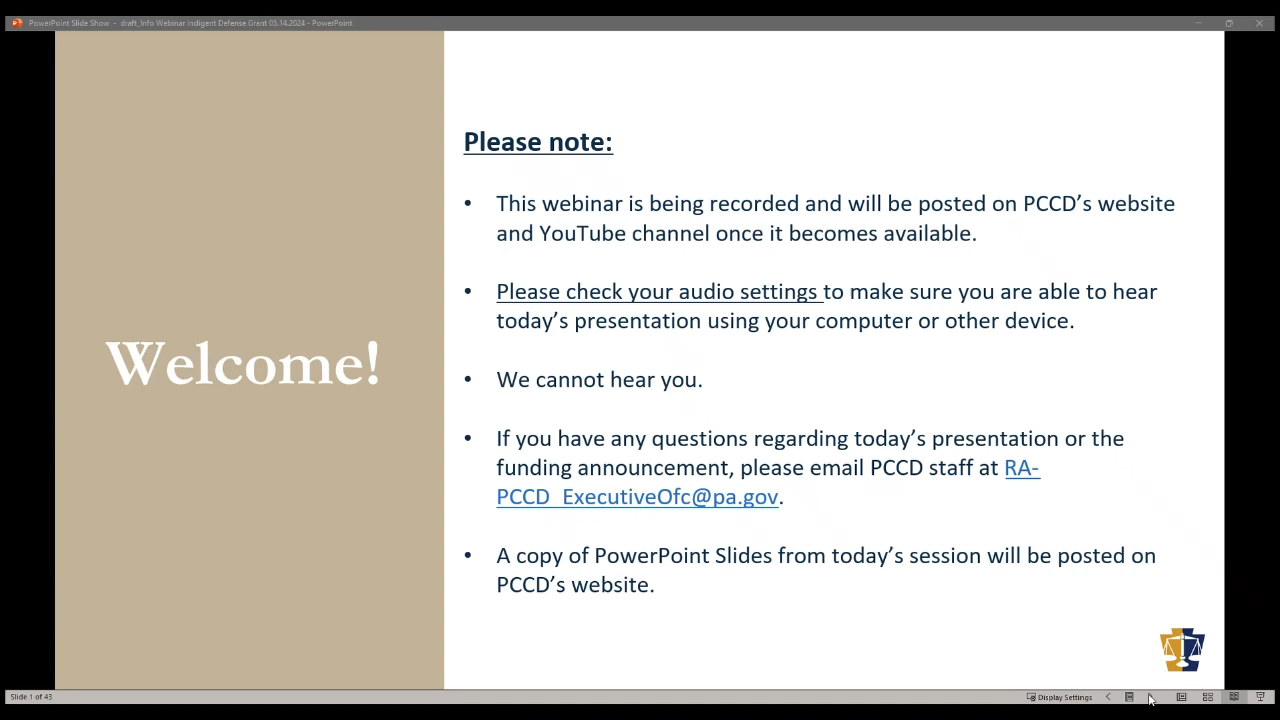 PowerPoint Slide Show - draft_Info Webinar Indigent Defense Grant 05.14.2024 - PowerPoint
Welcome!
Please note:
• This webinar is being recorded and will be posted on PCCD's website
and YouTube channel once it becomes available.
• Please check your audio settings to make sure you are able to hear
today's presentation using your computer or other device.
• We cannot hear you.
• If you have any questions regarding today's presentation or the
funding announcement, please email PCCD staff at RA-
PCCD_ExecutiveOfc@pa.gov.
• A copy of PowerPoint Slides from today's session will be posted on
PCCD's website.
Slide 1 of 43
Display Settings